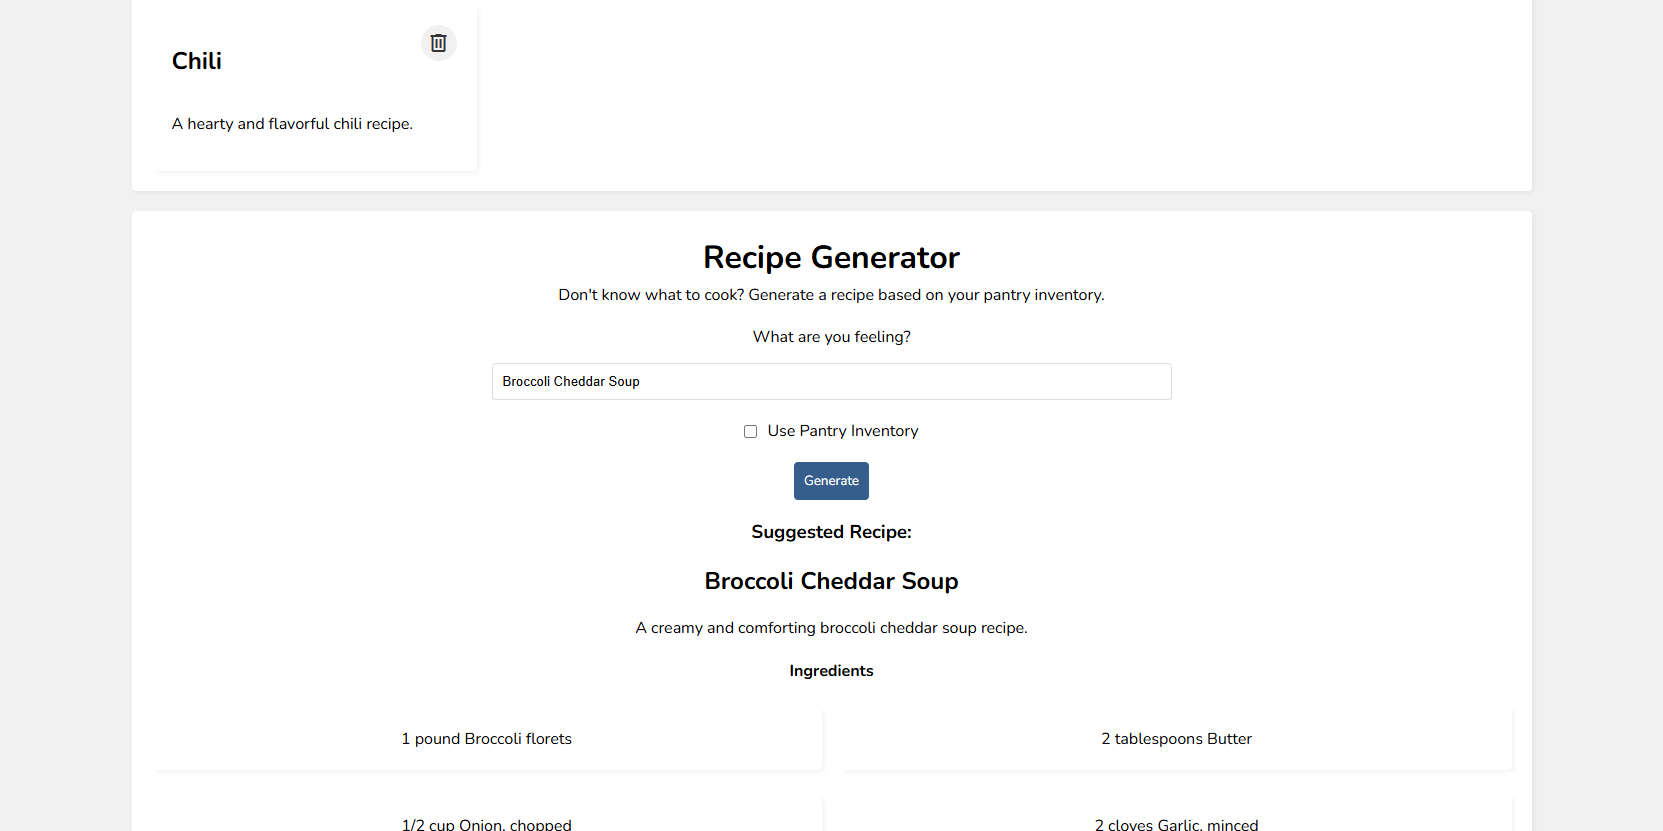 Chili
A hearty and flavorful chili recipe.
Recipe Generator
Don't know what to cook? Generate a recipe based on your pantry inventory.
What are you feeling?
Broccoli Cheddar Soup
Use Pantry Inventory
Generate
Suggested Recipe:
Broccoli Cheddar Soup
A creamy and comforting broccoli cheddar soup recipe.
Ingredients
1 pound Broccoli florets
2 tablespoons Butter
1/2 cup Onion, chopped
2 cloves Garlic, minced